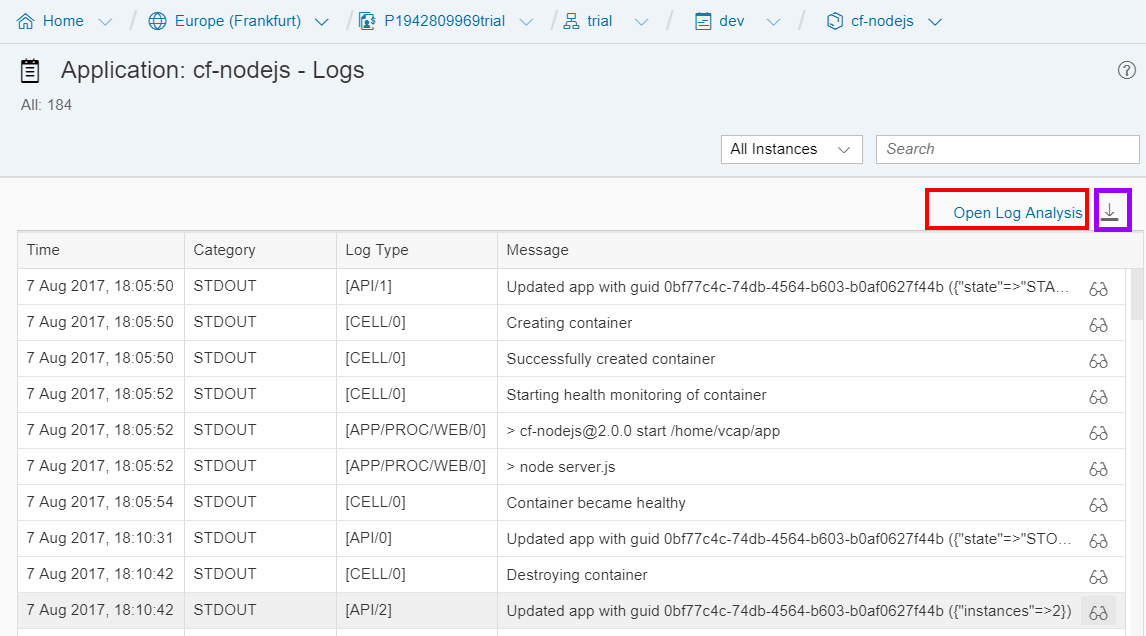 Home Europe (Frankfurt) P1942809969trial trial dev cf-nodejs
Application: cf-nodejs - Logs
All: 184
All Instances Search
Open Log Analysis
Time Category Log Type Message
7 Aug 2017, 18:05:50 STDOUT [API/1] Updated app with guid 0bf77c4c-74db-4564-b603-b0af0627f44b ({"state"=>"STA...
7 Aug 2017, 18:05:50 STDOUT [CELL/0] Creating container
7 Aug 2017, 18:05:50 STDOUT [CELL/0] Successfully created container
7 Aug 2017, 18:05:52 STDOUT [CELL/0] Starting health monitoring of container
7 Aug 2017, 18:05:52 STDOUT [APP/PROC/WEB/0] > cf-nodejs@2.0.0 start /home/vcap/app
7 Aug 2017, 18:05:52 STDOUT [APP/PROC/WEB/0] > node server.js
7 Aug 2017, 18:05:54 STDOUT [CELL/0] Container became healthy
7 Aug 2017, 18:10:31 STDOUT [API/0] Updated app with guid 0bf77c4c-74db-4564-b603-b0af0627f44b ({"state"=>"STO...
7 Aug 2017, 18:10:42 STDOUT [CELL/0] Destroying container
7 Aug 2017, 18:10:42 STDOUT [API/2] Updated app with guid 0bf77c4c-74db-4564-b603-b0af0627f44b ({"instances"=>2})